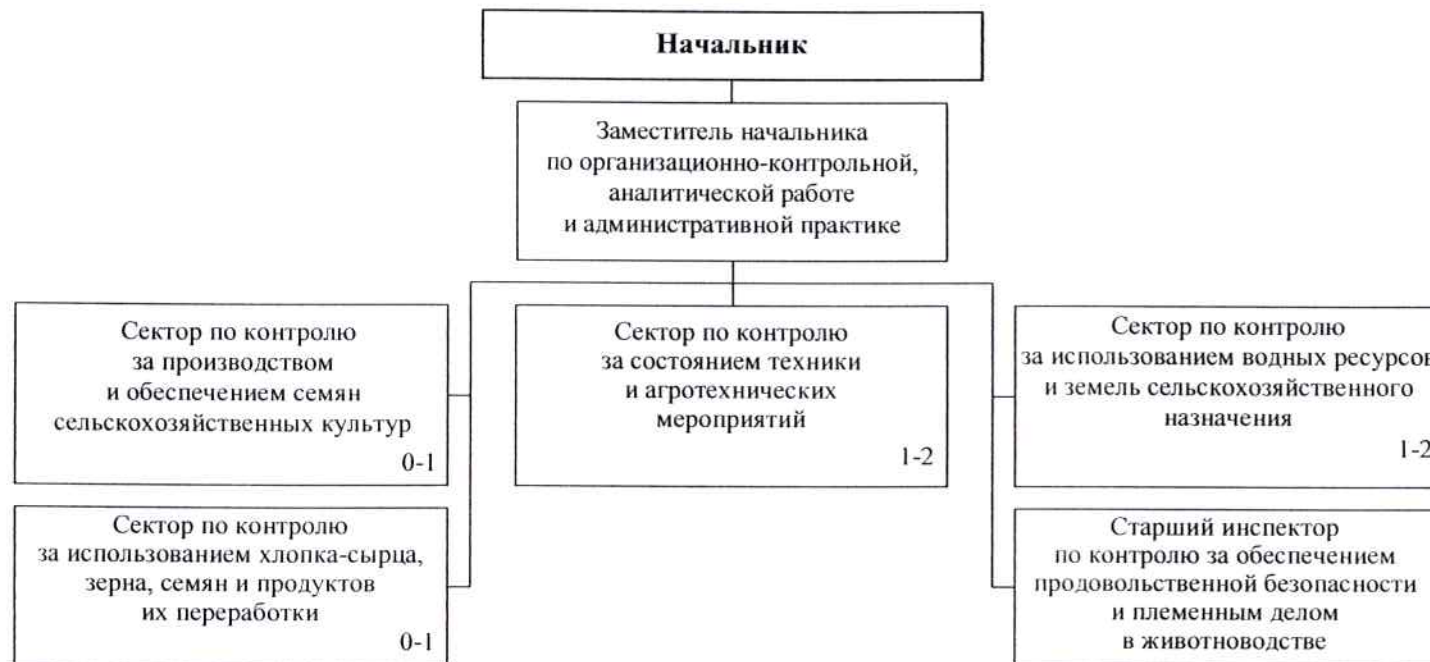 Начальник
Заместитель начальника
по организационно-контрольной,
аналитической работе
и административной практике
Сектор по контролю
за производством
и обеспечением семян
сельскохозяйственных культур
0-1
Сектор по контролю
за состоянием техники
и агротехнических
мероприятий
1-2
Сектор по контролю
за использованием водных ресурсов
и земель сельскохозяйственного
назначения
1-2
Сектор по контролю
за использованием хлопка-сырца,
зерна, семян и продуктов
их переработки
0-1
Старший инспектор
по контролю за обеспечением
продовольственной безопасности
и племенным делом
в животноводстве